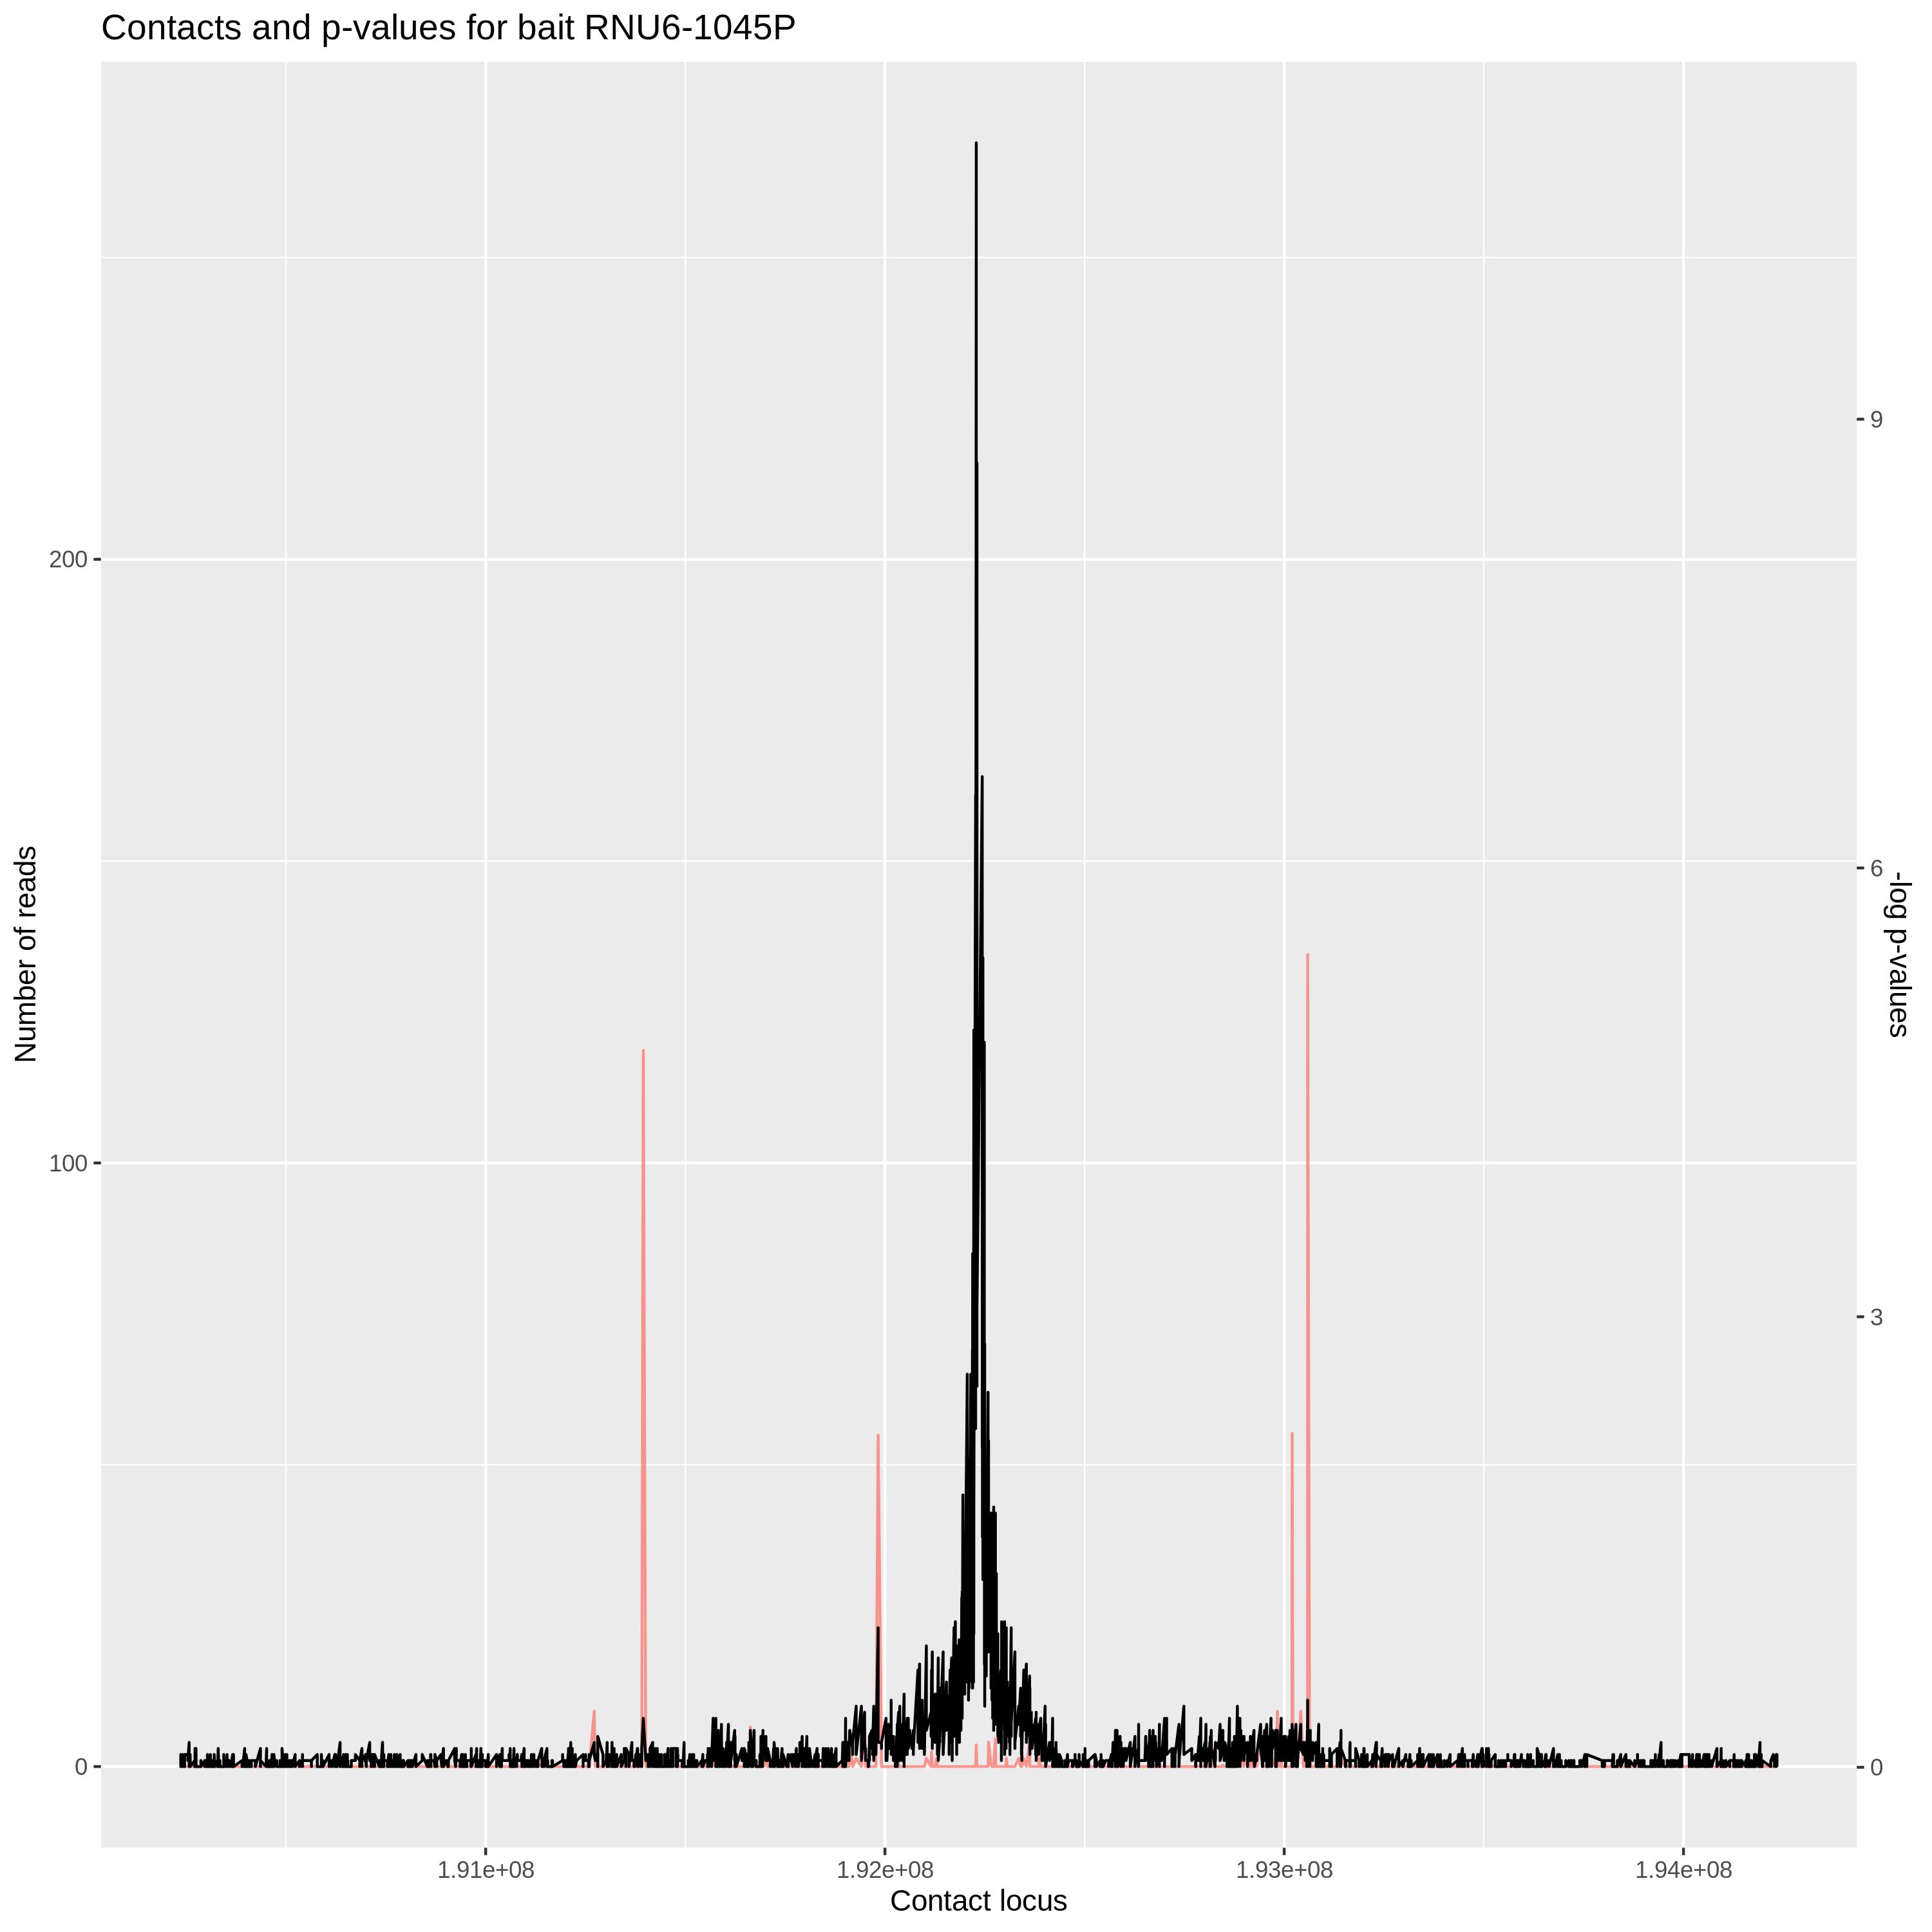 Contacts and p-values for bait RNU6-1045P
Number of reads
200
100
0
9
6
3
0
-log p-values
1.91e+08
1.92e+08
1.93e+08
1.94e+08
Contact locus